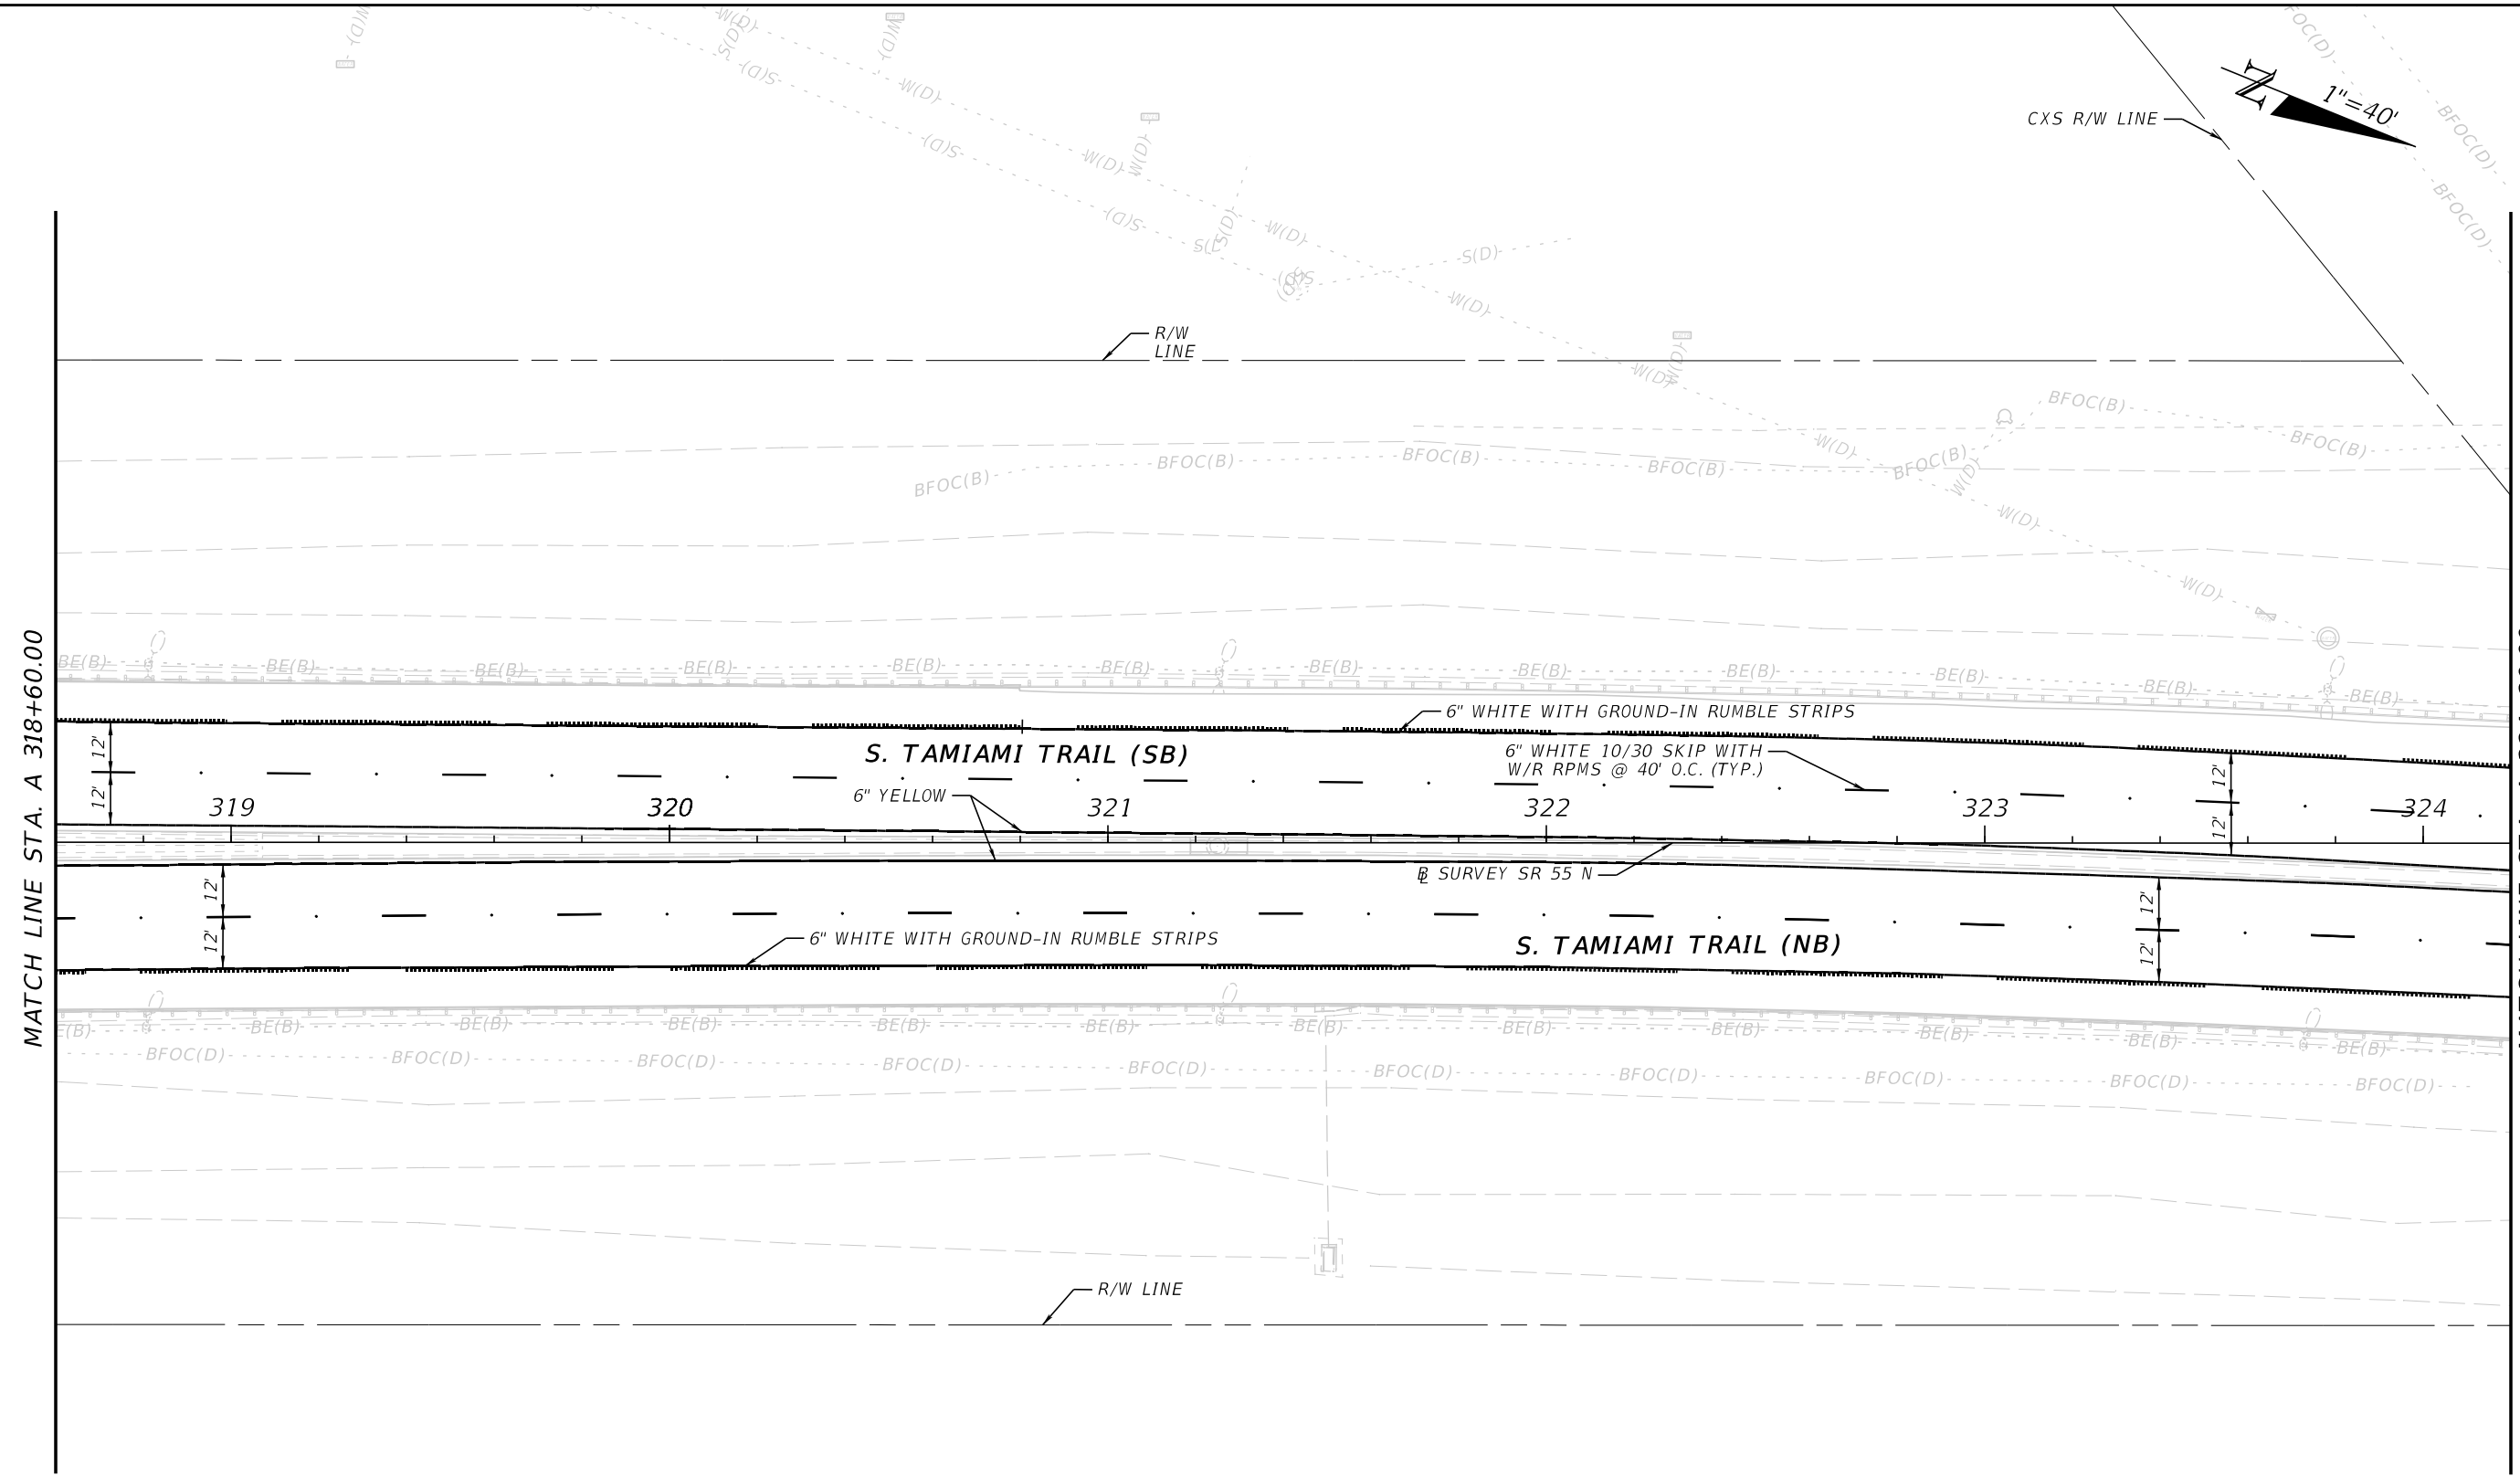 W(D)
W(D)
W(D)
S(D)
BFOC(D)
S(D)
W(D)
1"=40'
BFOC(D)
CXS R/W LINE
S(D)
W(D)
W(D)
BFOC(D)
S(D)
S(D)
W(D)
S(D)
W(D)
R/W
LINE
W(D)
W(D)
BFOC(B)
BFOC(B)
BFOC(B)
BFOC(B)
BFOC(B)
BFOC(B)
W(D)
BFOC(B)
W(D)
W(D)
W(D)
MATCH LINE STA. A 318+60.00
BE(B) BE(B) BE(B) BE(B) BE(B) BE(B) BE(B) BE(B) BE(B) BE(B) BE(B) BE(B)
6" WHITE WITH GROUND-IN RUMBLE STRIPS
S. TAMIAMI TRAIL (SB)
6" WHITE 10/30 SKIP WITH
W/R RPMS @ 40' O.C. (TYP.)
12'
12'
12'
12'
6" YELLOW
319 320 321 322 323 324
B SURVEY SR 55 N
12'
12'
12'
12'
6" WHITE WITH GROUND-IN RUMBLE STRIPS
S. TAMIAMI TRAIL (NB)
BE(B) BE(B) BE(B) BE(B) BE(B) BE(B) BE(B) BE(B) BE(B) BE(B) BE(B)
BFOC(D) BFOC(D) BFOC(D) BFOC(D) BFOC(D) BFOC(D) BFOC(D) BFOC(D) BFOC(D) BFOC(D)
R/W LINE